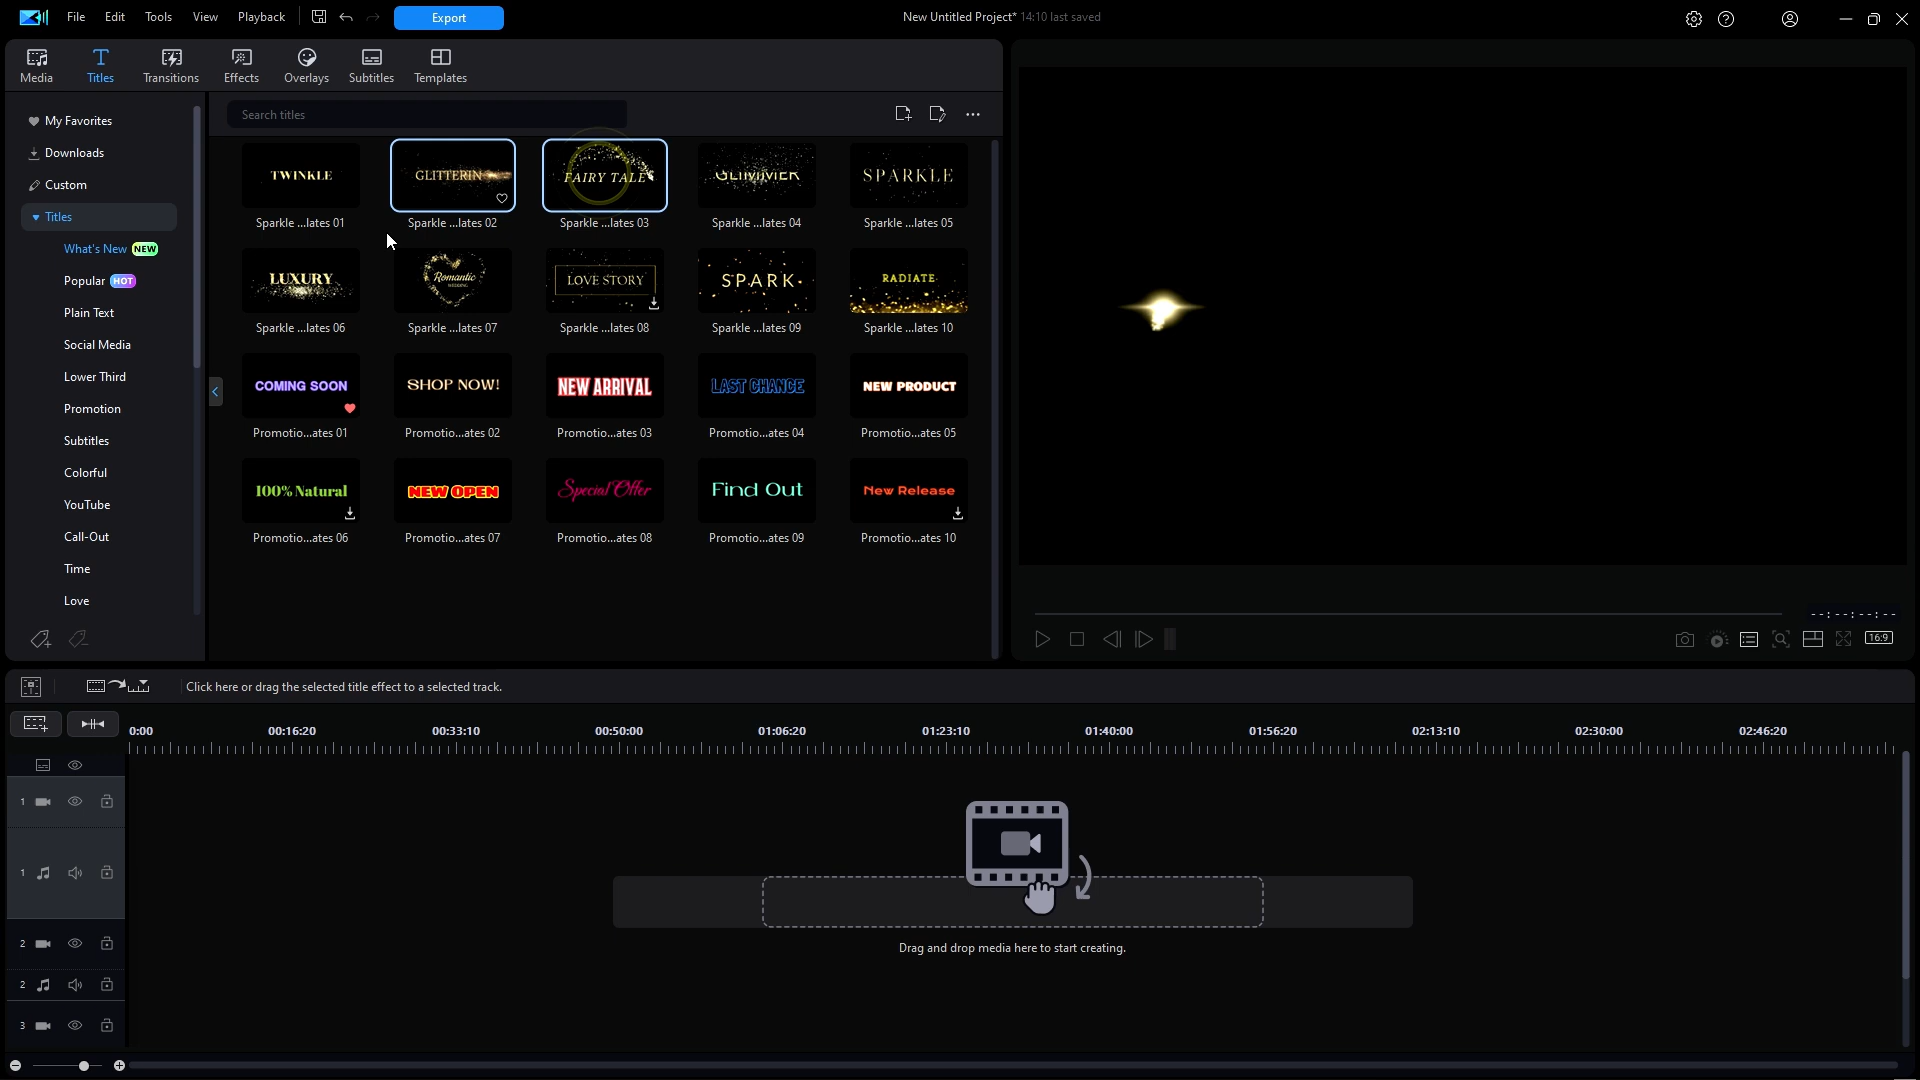 File Edit Tools View Playback Export New Untitled Project* 14:10 last saved
Media Titles Transitions Effects Overlays Subtitles Templates
Search titles
My Favorites
Downloads
Custom
Titles
What's New NEW
Popular HOT
Plain Text
Social Media
Lower Third
Promotion
Subtitles
Colorful
YouTube
Call-Out
Time
Love
TWINKLE GLITTERIN FAIRY TALE GLIMMER SPARKLE
Sparkle ...lates 01 Sparkle ...lates 02 Sparkle ...lates 03 Sparkle ...lates 04 Sparkle ...lates 05
LUXURY Romantic LOVE STORY SPARK RADIATE
Sparkle ...lates 06 Sparkle ...lates 07 Sparkle ...lates 08 Sparkle ...lates 09 Sparkle ...lates 10
COMING SOON SHOP NOW! NEW ARRIVAL LAST CHANCE NEW PRODUCT
Promotio...ates 01 Promotio...ates 02 Promotio...ates 03 Promotio...ates 04 Promotio...ates 05
100% Natural NEW OPEN Special Offer Find Out New Release
Promotio...ates 06 Promotio...ates 07 Promotio...ates 08 Promotio...ates 09 Promotio...ates 10
--:--:--:--
16:9
Click here or drag the selected title effect to a selected track.
0:00 00:16:20 00:33:10 00:50:00 01:06:20 01:23:10 01:40:00 01:56:20 02:13:10 02:30:00 02:46:20
1
1
2
2
3
Drag and drop media here to start creating.